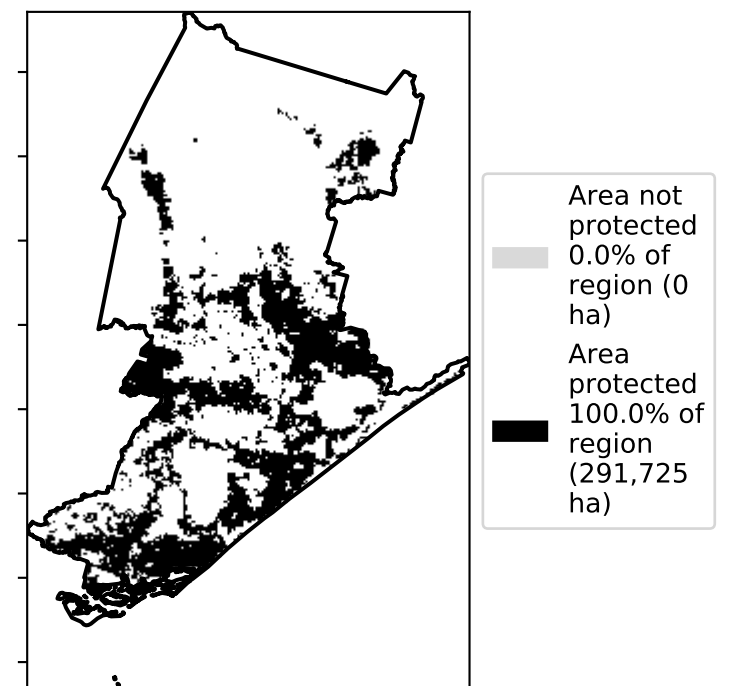 Area not
protected
0.0% of
region (0
ha)
Area
protected
100.0% of
region
(291,725
ha)